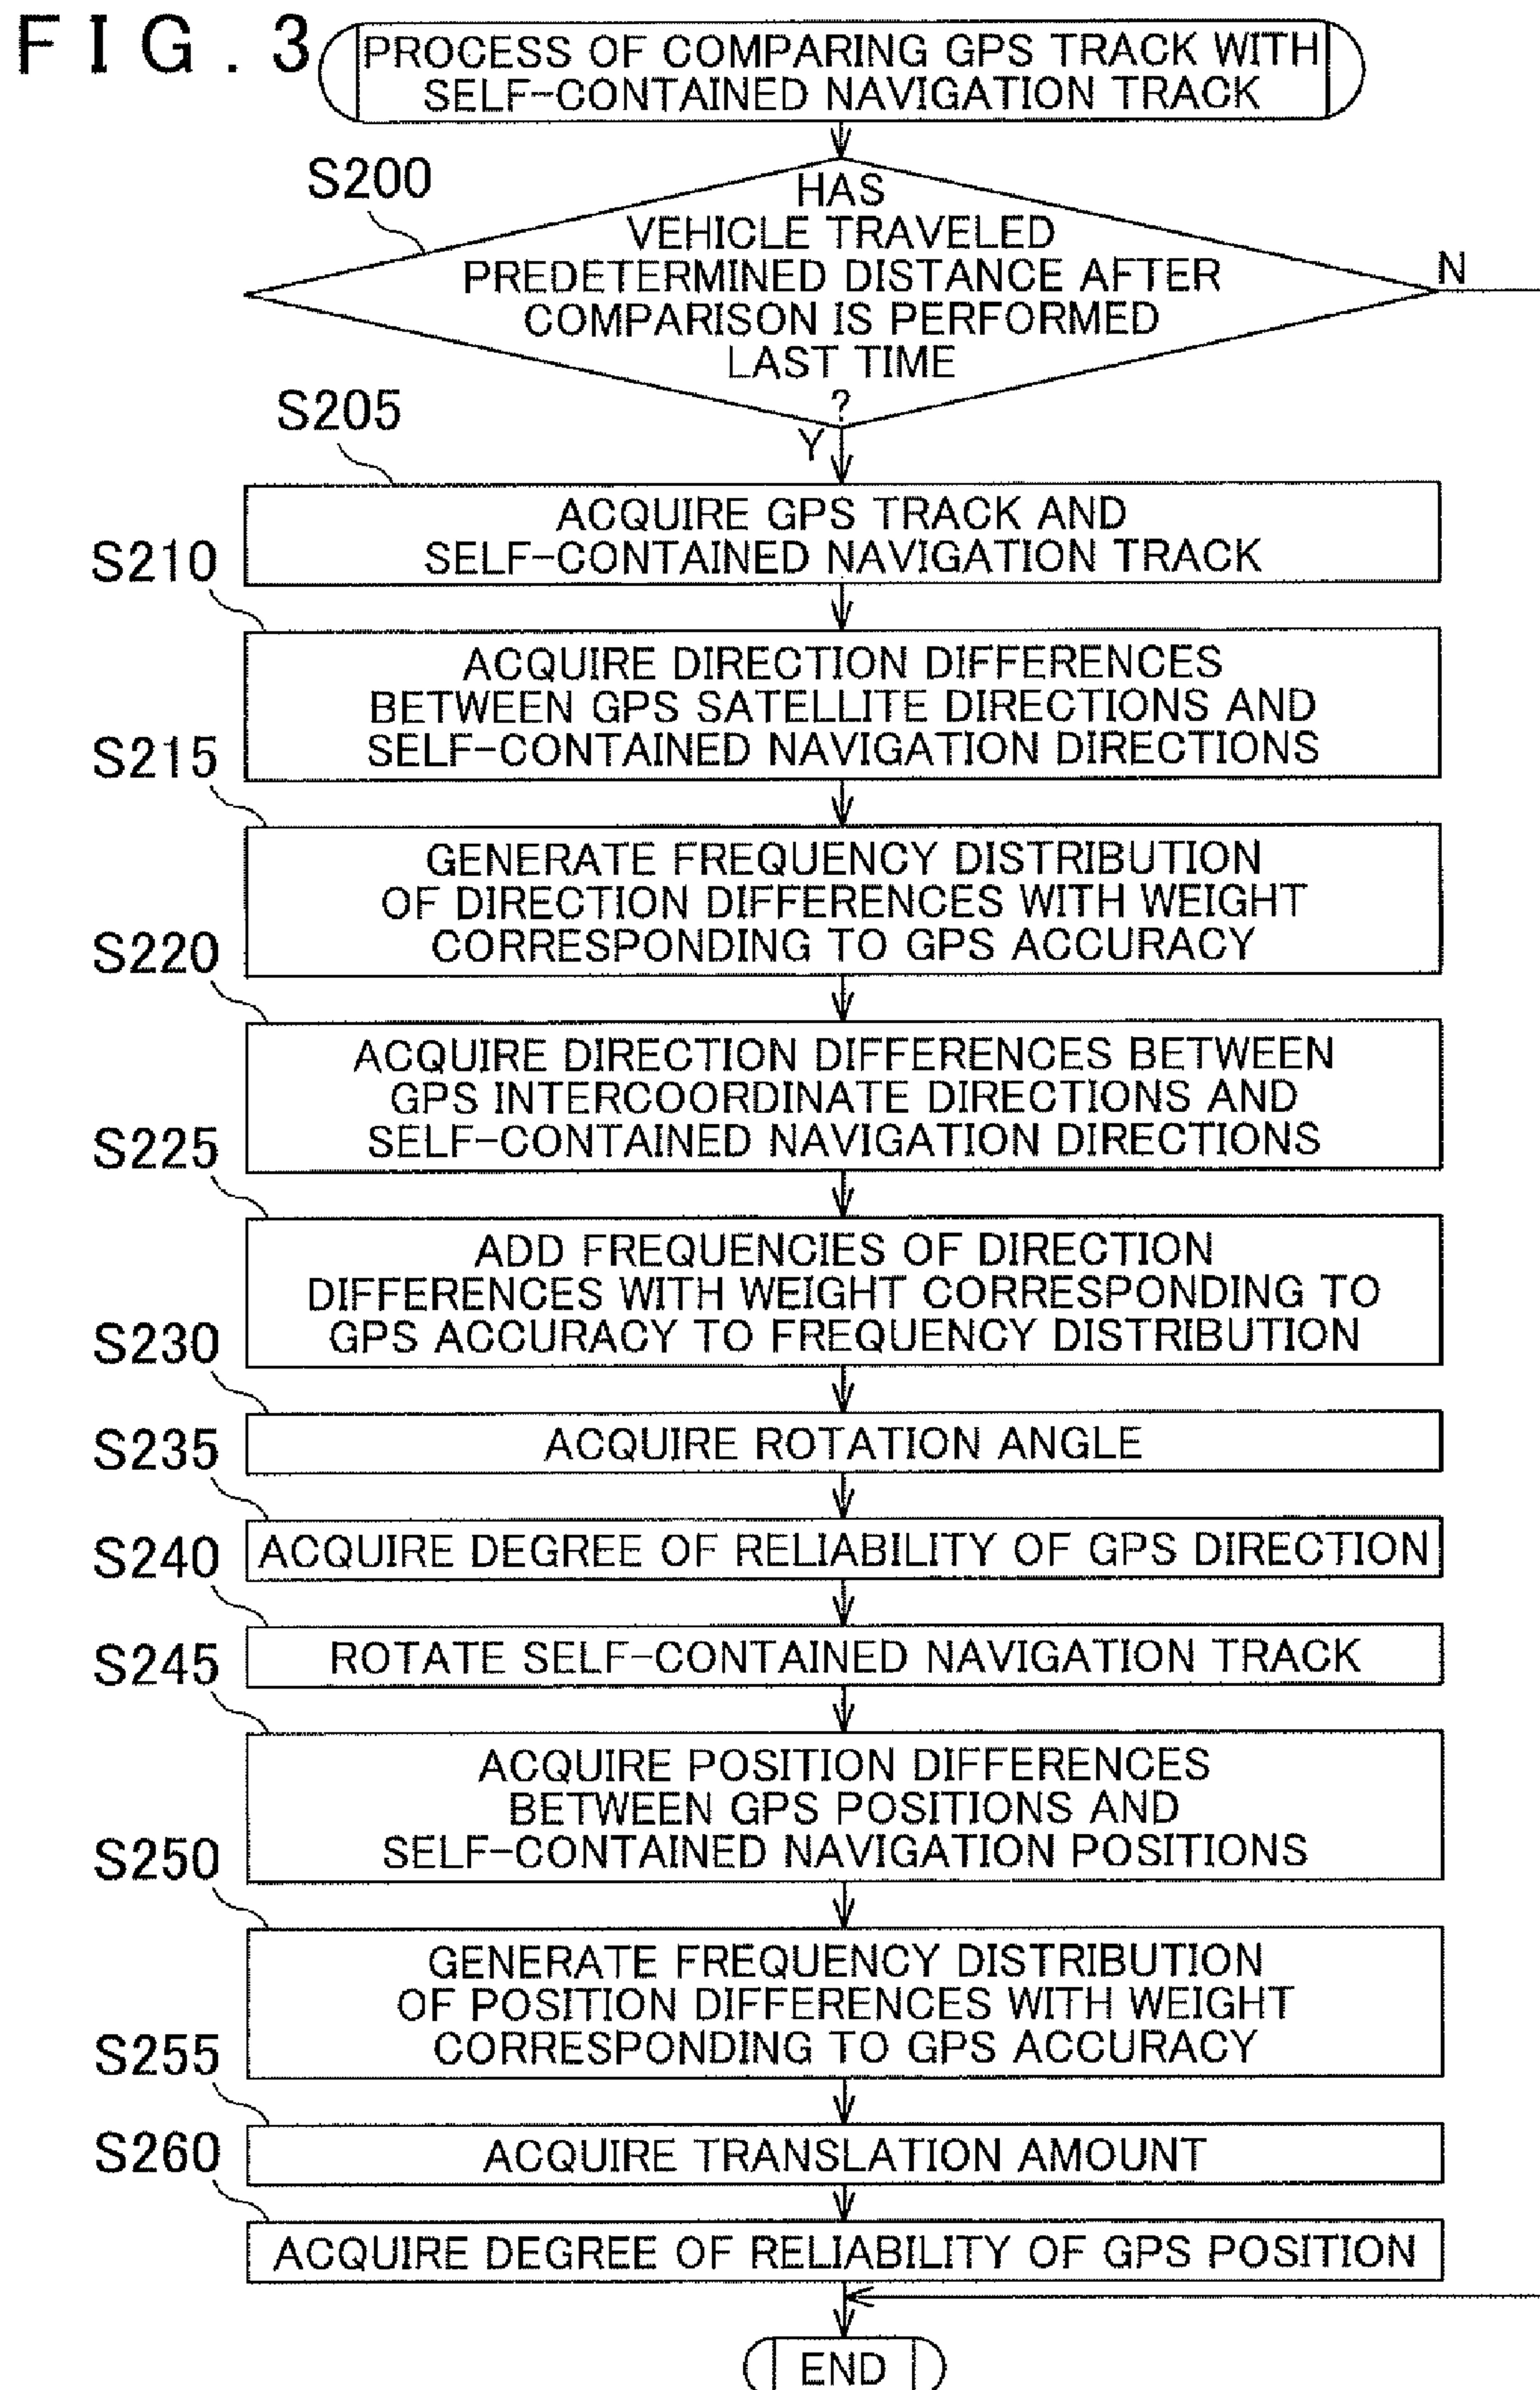 FIG.3
PROCESS OF COMPARING GPS TRACK WITH
SELF-CONTAINED NAVIGATION TRACK
S200
HAS
VEHICLE TRAVELED
PREDETERMINED DISTANCE AFTER
COMPARISON IS PERFORMED
LAST TIME
?
N
Y
S205
ACQUIRE GPS TRACK AND
SELF-CONTAINED NAVIGATION TRACK
S210
ACQUIRE DIRECTION DIFFERENCES
BETWEEN GPS SATELLITE DIRECTIONS AND
SELF-CONTAINED NAVIGATION DIRECTIONS
S215
GENERATE FREQUENCY DISTRIBUTION
OF DIRECTION DIFFERENCES WITH WEIGHT
CORRESPONDING TO GPS ACCURACY
S220
ACQUIRE DIRECTION DIFFERENCES BETWEEN
GPS INTERCOORDINATE DIRECTIONS AND
SELF-CONTAINED NAVIGATION DIRECTIONS
S225
ADD FREQUENCIES OF DIRECTION
DIFFERENCES WITH WEIGHT CORRESPONDING TO
GPS ACCURACY TO FREQUENCY DISTRIBUTION
S230
ACQUIRE ROTATION ANGLE
S235
ACQUIRE DEGREE OF RELIABILITY OF GPS DIRECTION
S240
ROTATE SELF-CONTAINED NAVIGATION TRACK
S245
ACQUIRE POSITION DIFFERENCES
BETWEEN GPS POSITIONS AND
SELF-CONTAINED NAVIGATION POSITIONS
S250
GENERATE FREQUENCY DISTRIBUTION
OF POSITION DIFFERENCES WITH WEIGHT
CORRESPONDING TO GPS ACCURACY
S255
ACQUIRE TRANSLATION AMOUNT
S260
ACQUIRE DEGREE OF RELIABILITY OF GPS POSITION
END